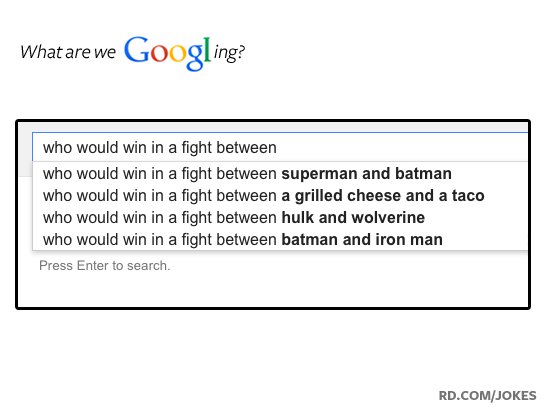 What are we Googling?
who would win in a fight between
who would win in a fight between superman and batman
who would win in a fight between a grilled cheese and a taco
who would win in a fight between hulk and wolverine
who would win in a fight between batman and iron man
Press Enter to search.
RD.COM/JOKES